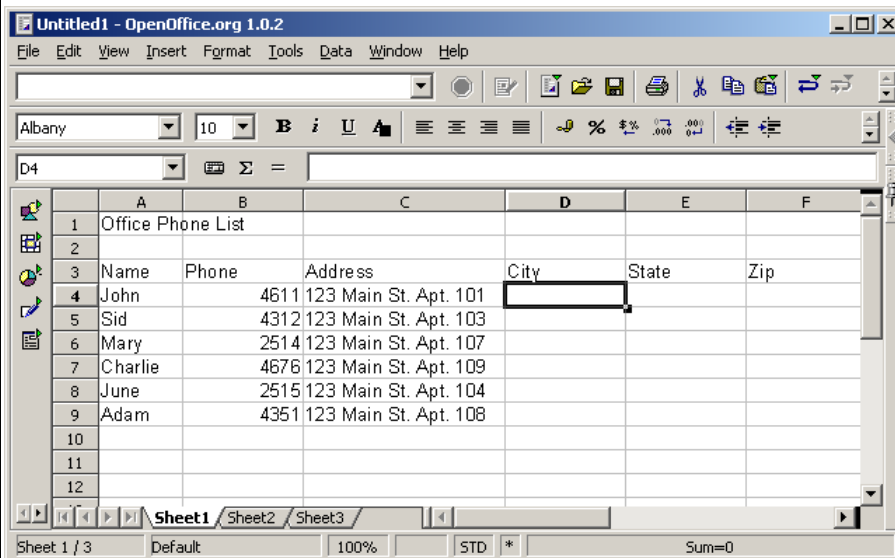 Untitled1 - OpenOffice.org 1.0.2
File Edit View Insert Format Tools Data Window Help
Albany 10 B i U A % $% .000 .000
D4 Σ =
A B C D E F
1 Office Phone List
2
3 Name Phone Address City State Zip
4 John 4611 123 Main St. Apt. 101
5 Sid 4312 123 Main St. Apt. 103
6 Mary 2514 123 Main St. Apt. 107
7 Charlie 4676 123 Main St. Apt. 109
8 June 2515 123 Main St. Apt. 104
9 Adam 4351 123 Main St. Apt. 108
10
11
12
Sheet1 Sheet2 Sheet3
Sheet 1 / 3 Default 100% STD * Sum=0